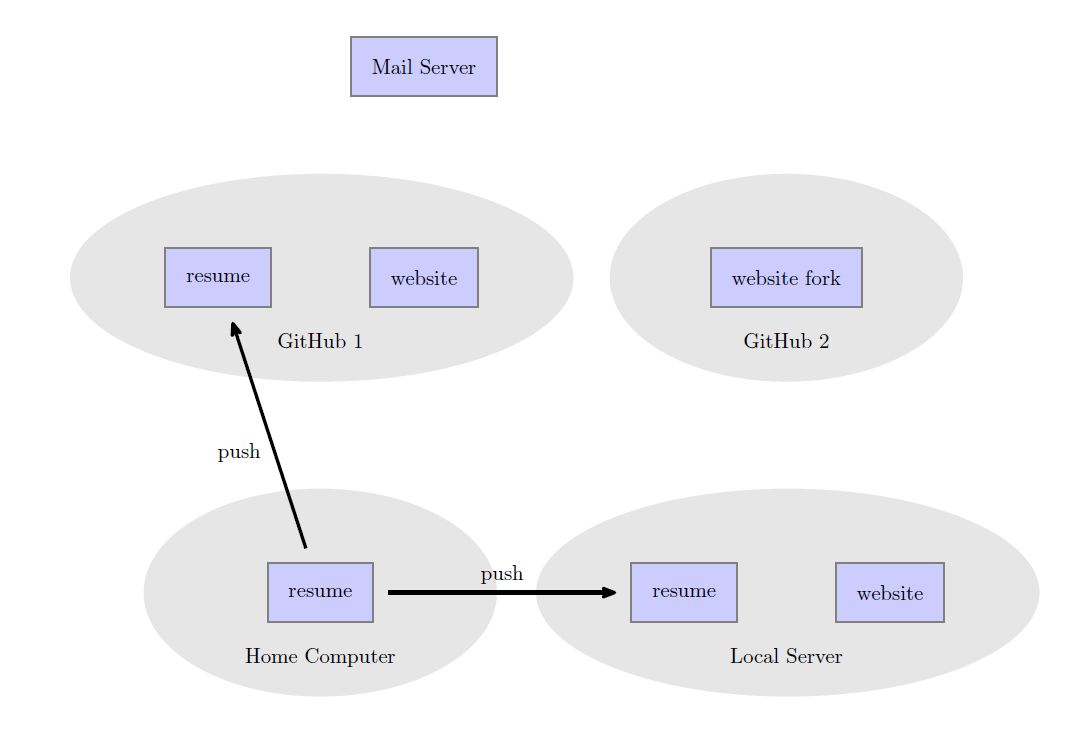 Mail Server
resume
website
website fork
GitHub 1
GitHub 2
push
push
resume
resume
website
Home Computer
Local Server